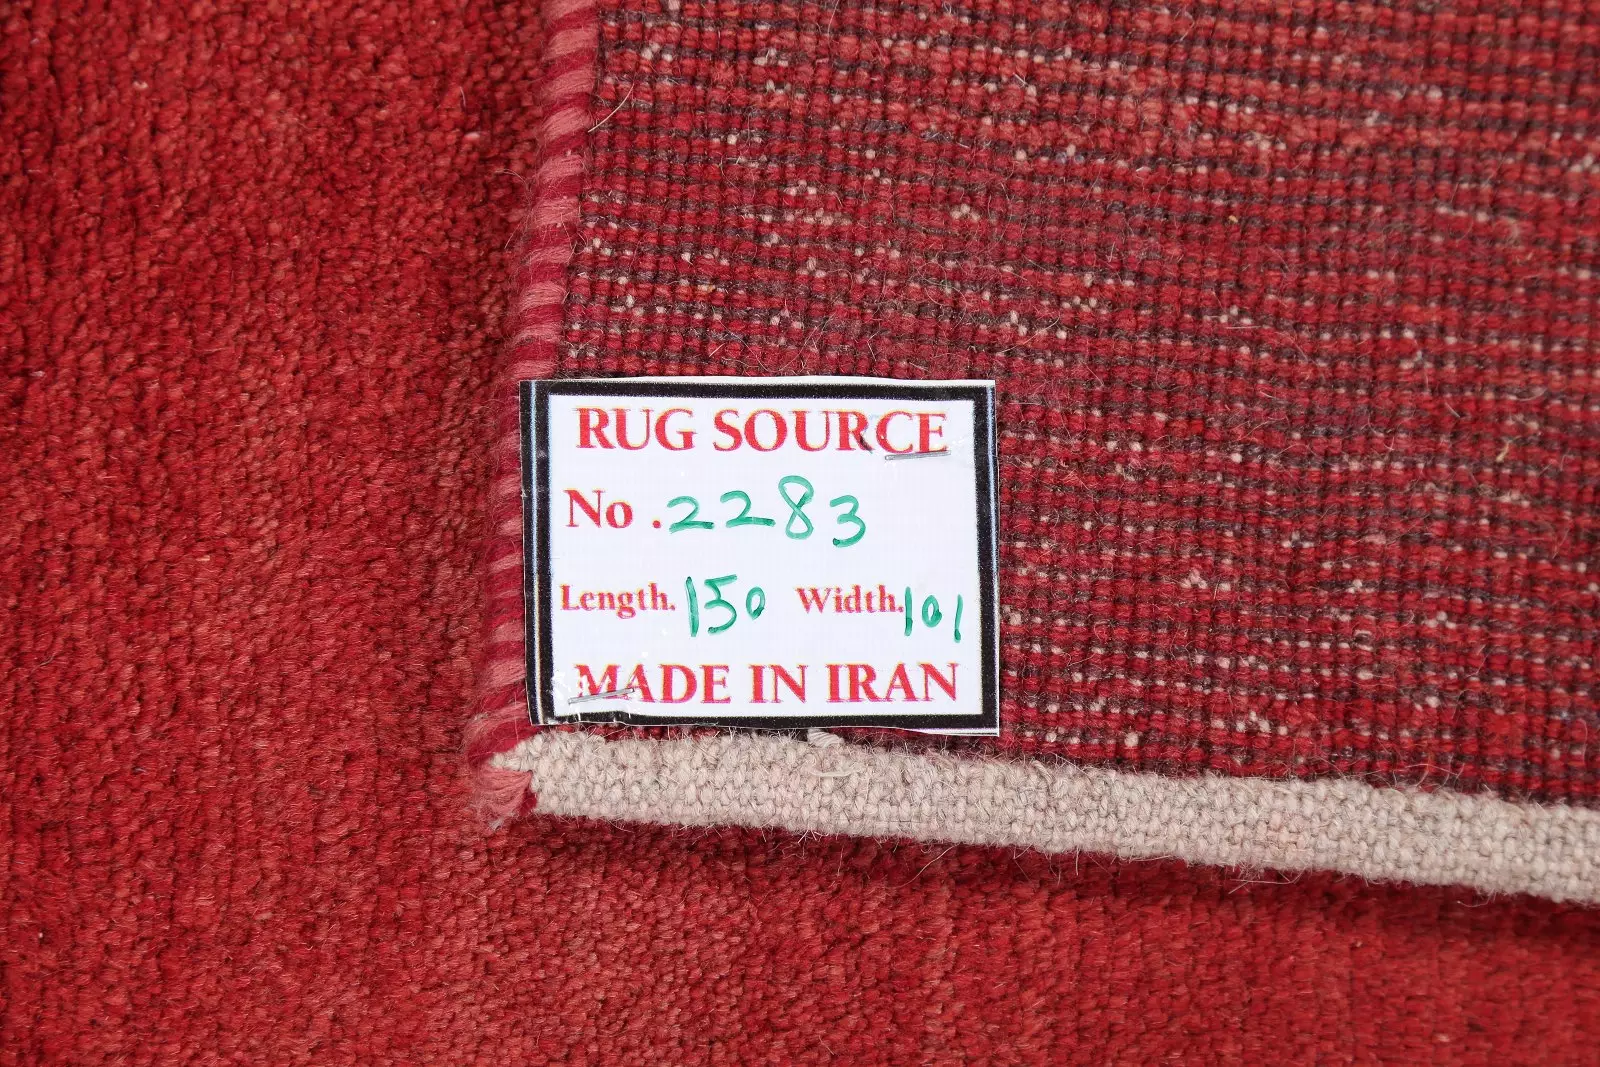 RUG SOURCE
No . 2283
Length. 150 Width. 101
MADE IN IRAN